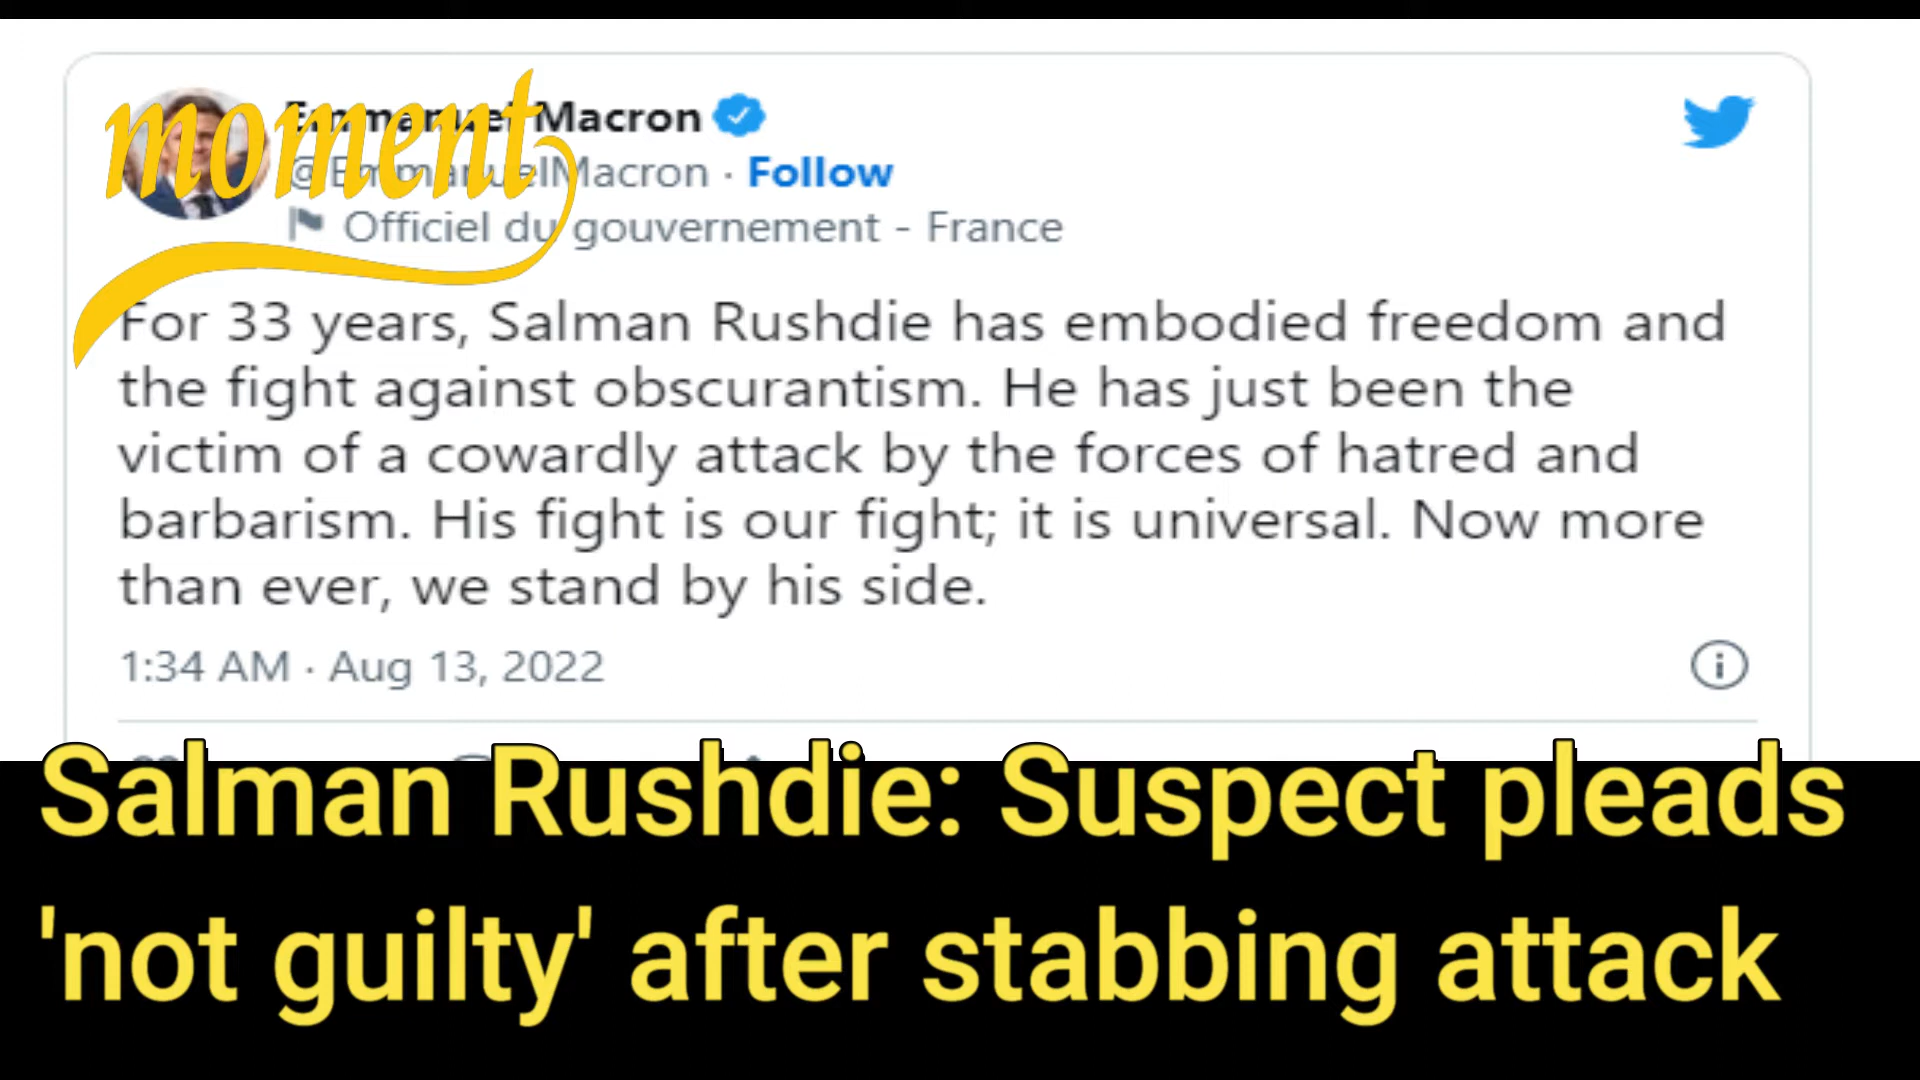 moment
Emmanuel Macron
@EmmanuelMacron · Follow
Officiel du gouvernement - France
For 33 years, Salman Rushdie has embodied freedom and
the fight against obscurantism. He has just been the
victim of a cowardly attack by the forces of hatred and
barbarism. His fight is our fight; it is universal. Now more
than ever, we stand by his side.
1:34 AM · Aug 13, 2022
Salman Rushdie: Suspect pleads
'not guilty' after stabbing attack